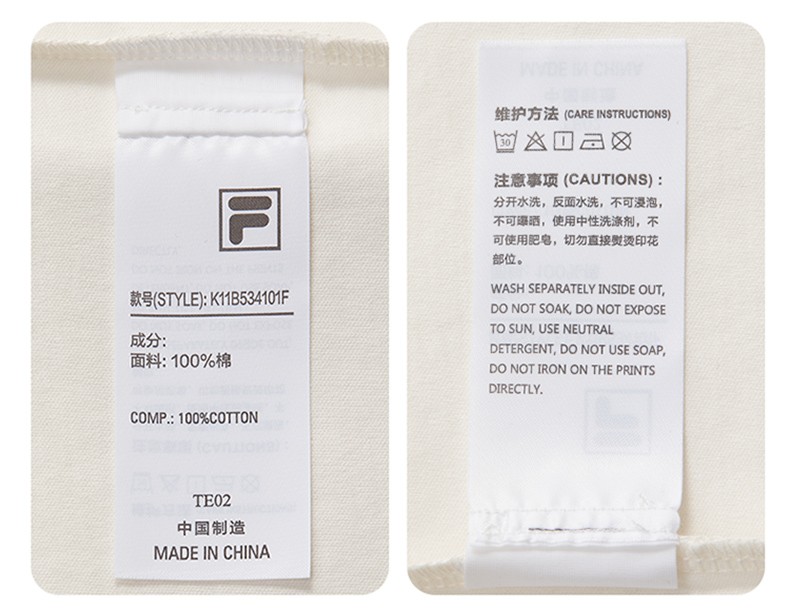 F
款号(STYLE): K11B534101F
成分:
面料: 100%棉
COMP.: 100%COTTON
TE02
中国制造
MADE IN CHINA
维护方法 (CARE INSTRUCTIONS)
30
注意事项 (CAUTIONS) :
分开水洗，反面水洗，不可浸泡，
不可曝晒，使用中性洗涤剂，不
可使用肥皂，切勿直接熨烫印花
部位。
WASH SEPARATELY INSIDE OUT,
DO NOT SOAK, DO NOT EXPOSE
TO SUN, USE NEUTRAL
DETERGENT, DO NOT USE SOAP,
DO NOT IRON ON THE PRINTS
DIRECTLY.